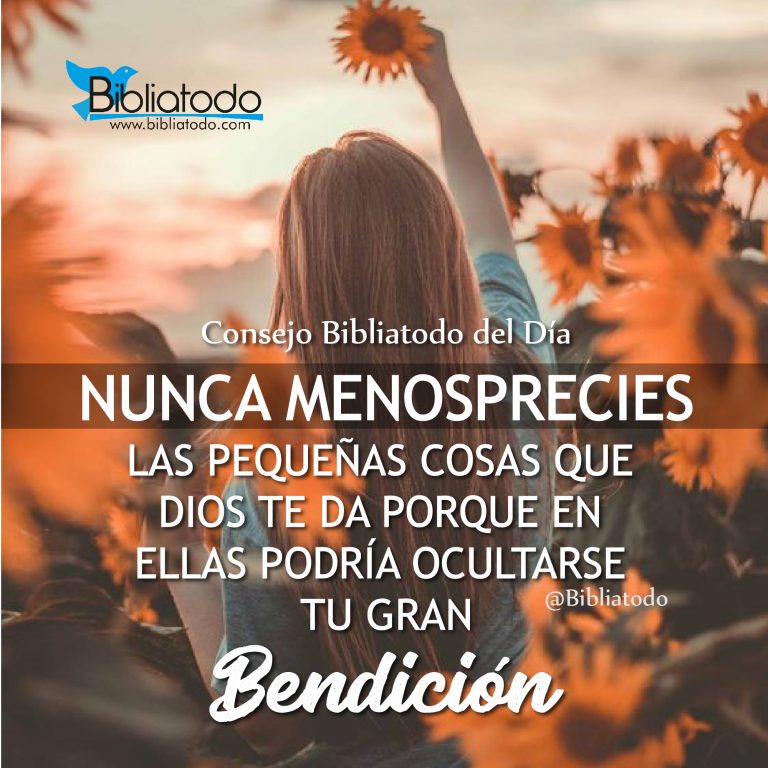 Bibliatodo
www.bibliatodo.com
Consejo Bibliatodo del Día
NUNCA MENOSPRECIES
LAS PEQUEÑAS COSAS QUE
DIOS TE DA PORQUE EN
ELLAS PODRÍA OCULTARSE
TU GRAN
@Bibliatodo
Bendición